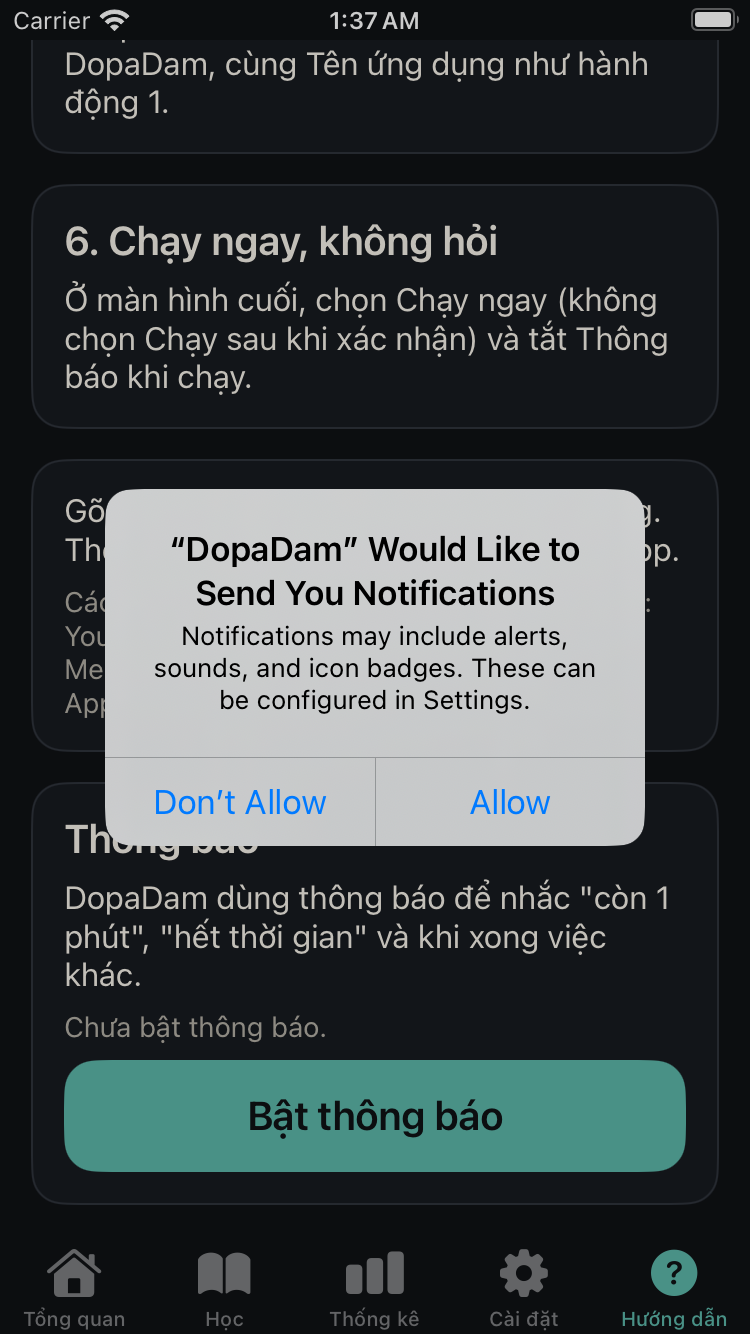 Carrier 1:37 AM
DopaDam, cùng Tên ứng dụng như hành
động 1.
6. Chạy ngay, không hỏi
Ở màn hình cuối, chọn Chạy ngay (không
chọn Chạy sau khi xác nhận) và tắt Thông
báo khi chạy.
“DopaDam” Would Like to
Send You Notifications
Notifications may include alerts,
sounds, and icon badges. These can
be configured in Settings.
Don’t Allow
Allow
Thông báo
DopaDam dùng thông báo để nhắc "còn 1
phút", "hết thời gian" và khi xong việc
khác.
Chưa bật thông báo.
Bật thông báo
Tổng quan
Học
Thống kê
Cài đặt
Hướng dẫn